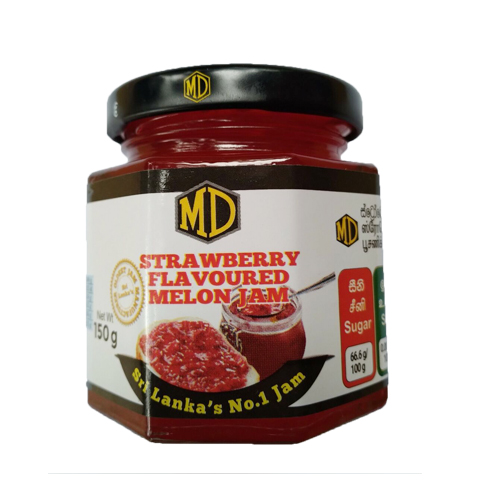 MD
MD
STRAWBERRY
FLAVOURED
MELON JAM
Net Wt
150g
Sri Lanka's No.1 Jam
MD
සීනි
சீனி
Sugar
66.6g/
100g